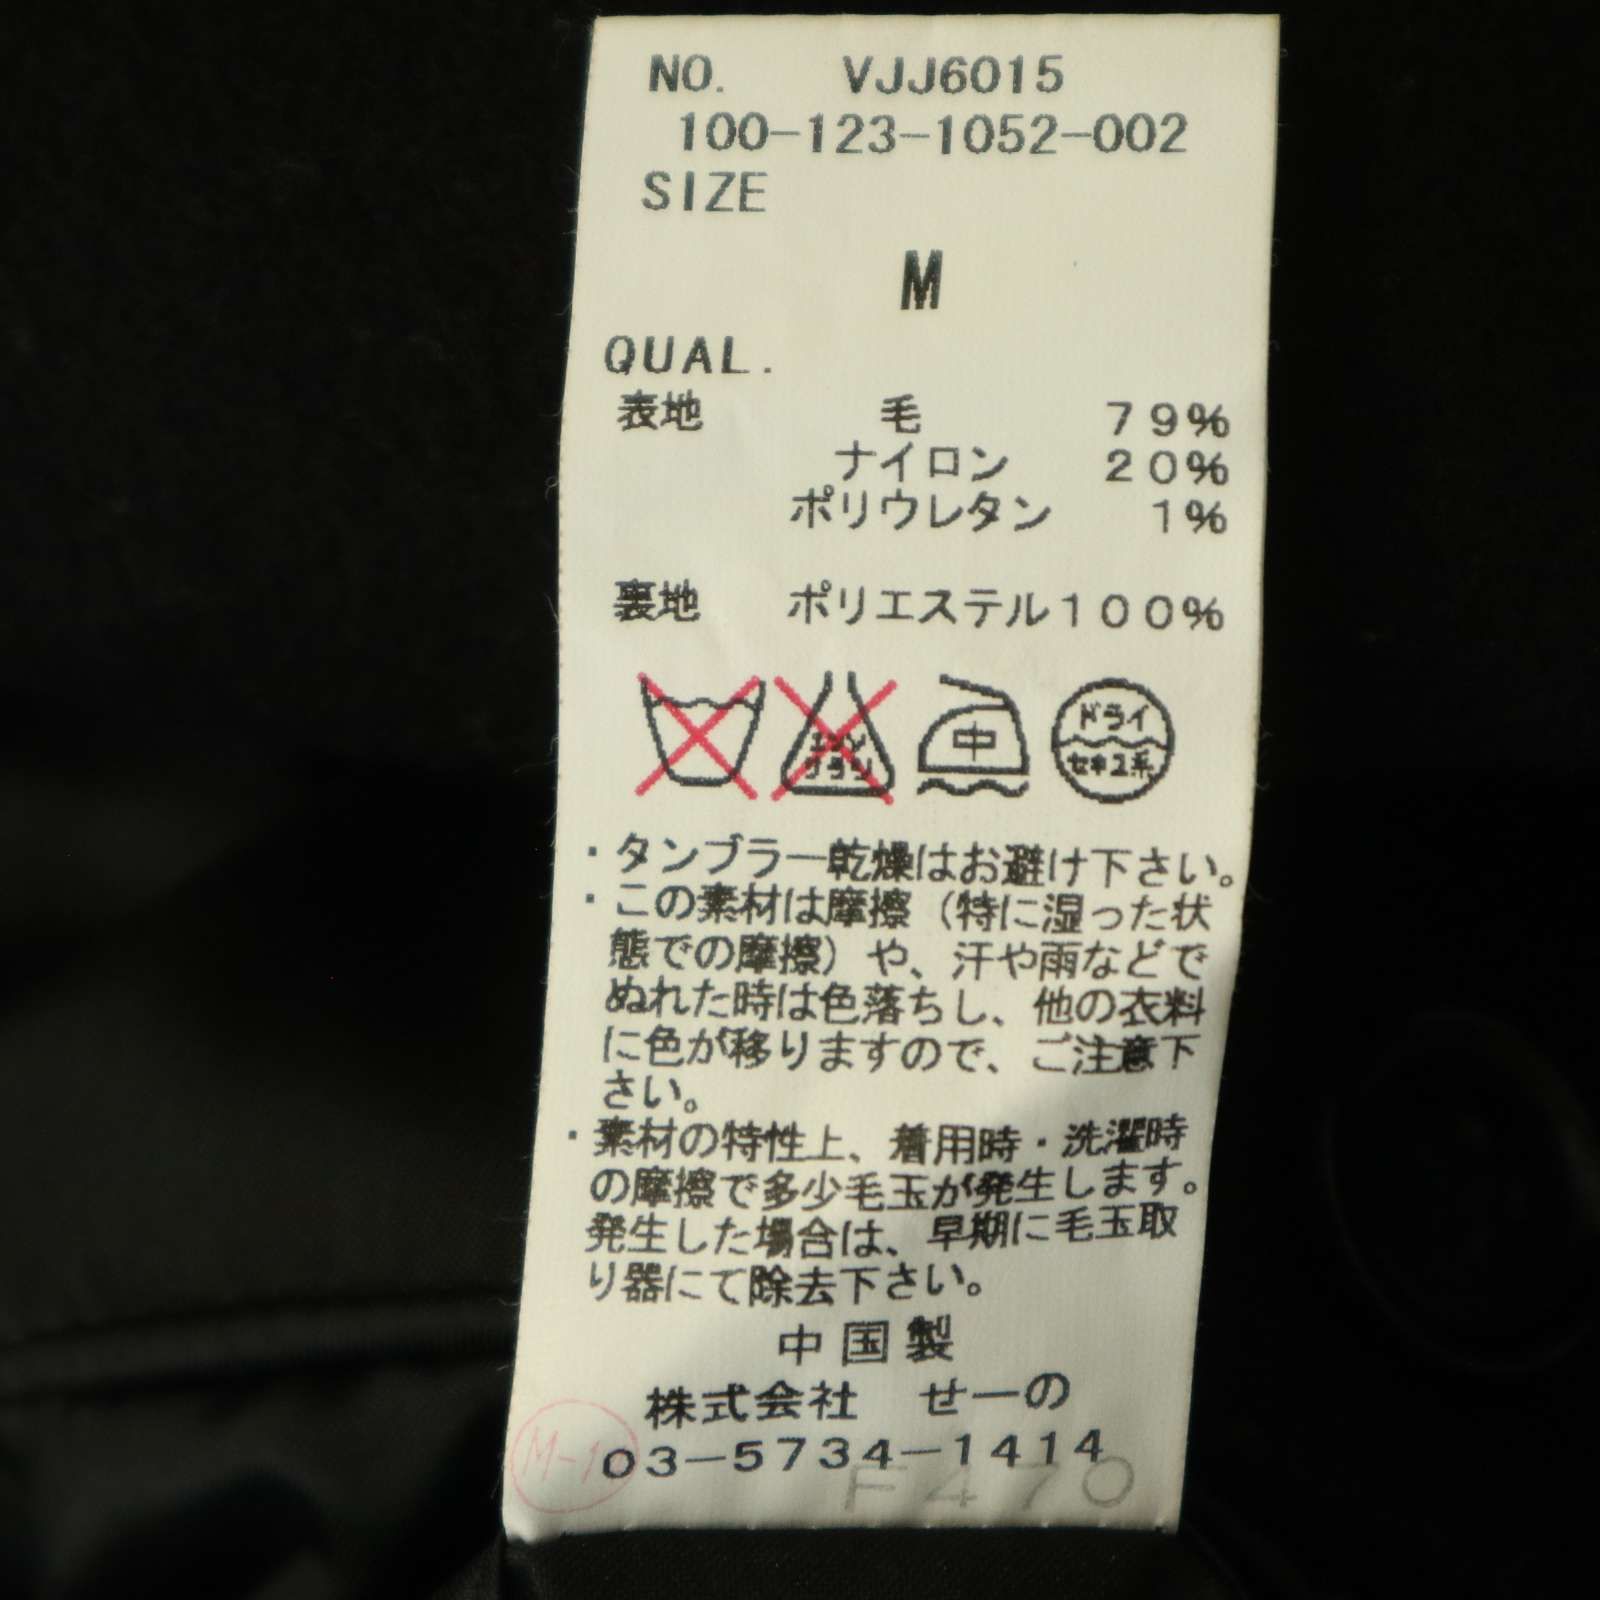 NO. VJJ6015
100-123-1052-002
SIZE
M
QUAL.
表地 毛 79%
ナイロン 20%
ポリウレタン 1%
裏地 ポリエステル100%
エンソ サラシ 中 ドライ セキユ系
・タンブラー乾燥はお避け下さい。
・この素材は摩擦（特に湿った状
態での摩擦）や、汗や雨などで
ぬれた時は色落ちし、他の衣料
に色が移りますので、ご注意下
さい。
・素材の特性上、着用時・洗濯時
の摩擦で多少毛玉が発生します。
発生した場合は、早期に毛玉取
り器にて除去下さい。
中国製
株式会社 せーの
03-5734-1414
F470